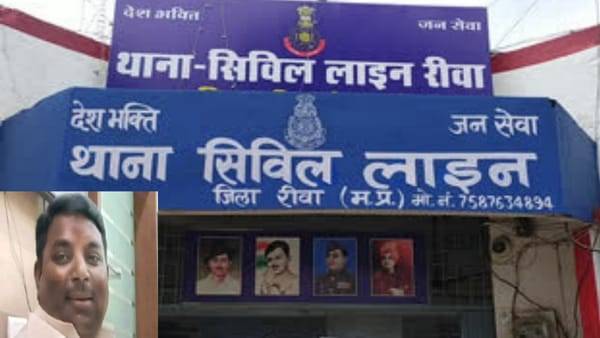 देश भक्ति जन सेवा
थाना-सिविल लाइन रीवा
देश भक्ति जन सेवा
थाना सिविल लाइन
जिला रीवा (म.प्र.) मो.नं. 7587634894